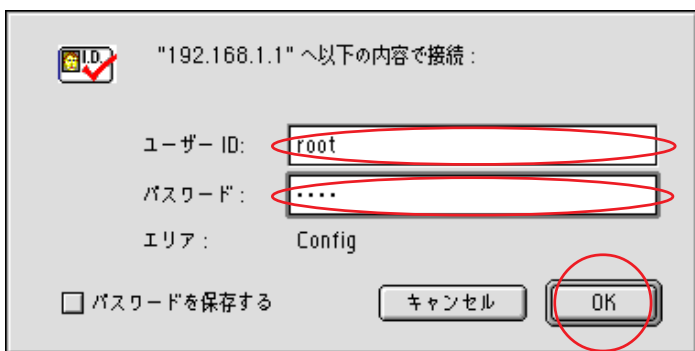 I.D.
"192.168.1.1" へ以下の内容で接続：
ユーザー ID: root
パスワード： ••••
エリア： Config
パスワードを保存する キャンセル OK